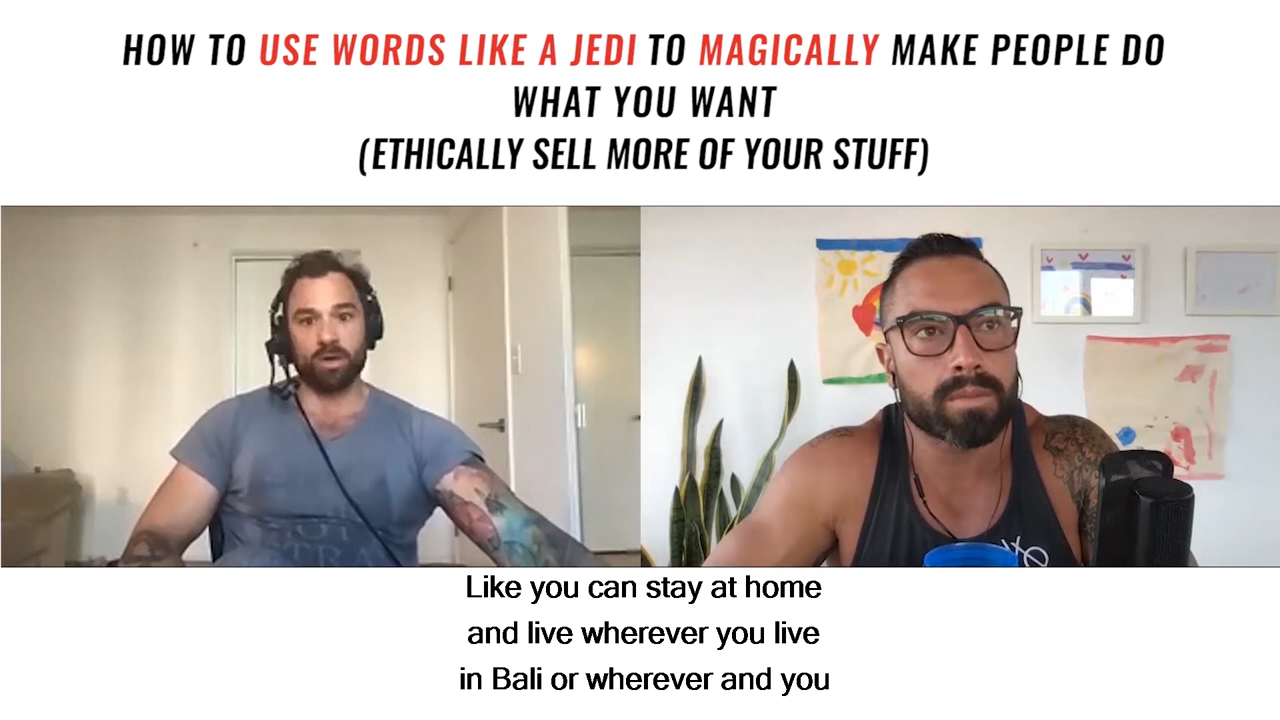 HOW TO USE WORDS LIKE A JEDI TO MAGICALLY MAKE PEOPLE DO
WHAT YOU WANT
(ETHICALLY SELL MORE OF YOUR STUFF)
Like you can stay at home
and live wherever you live
in Bali or wherever and you